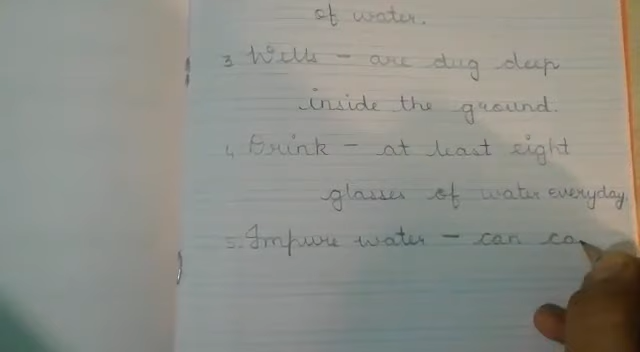 of water.
3. Wells - are dug deep
inside the ground.
4. Drink - at least eight
glasses of water everyday.
5. Impure water - can ca